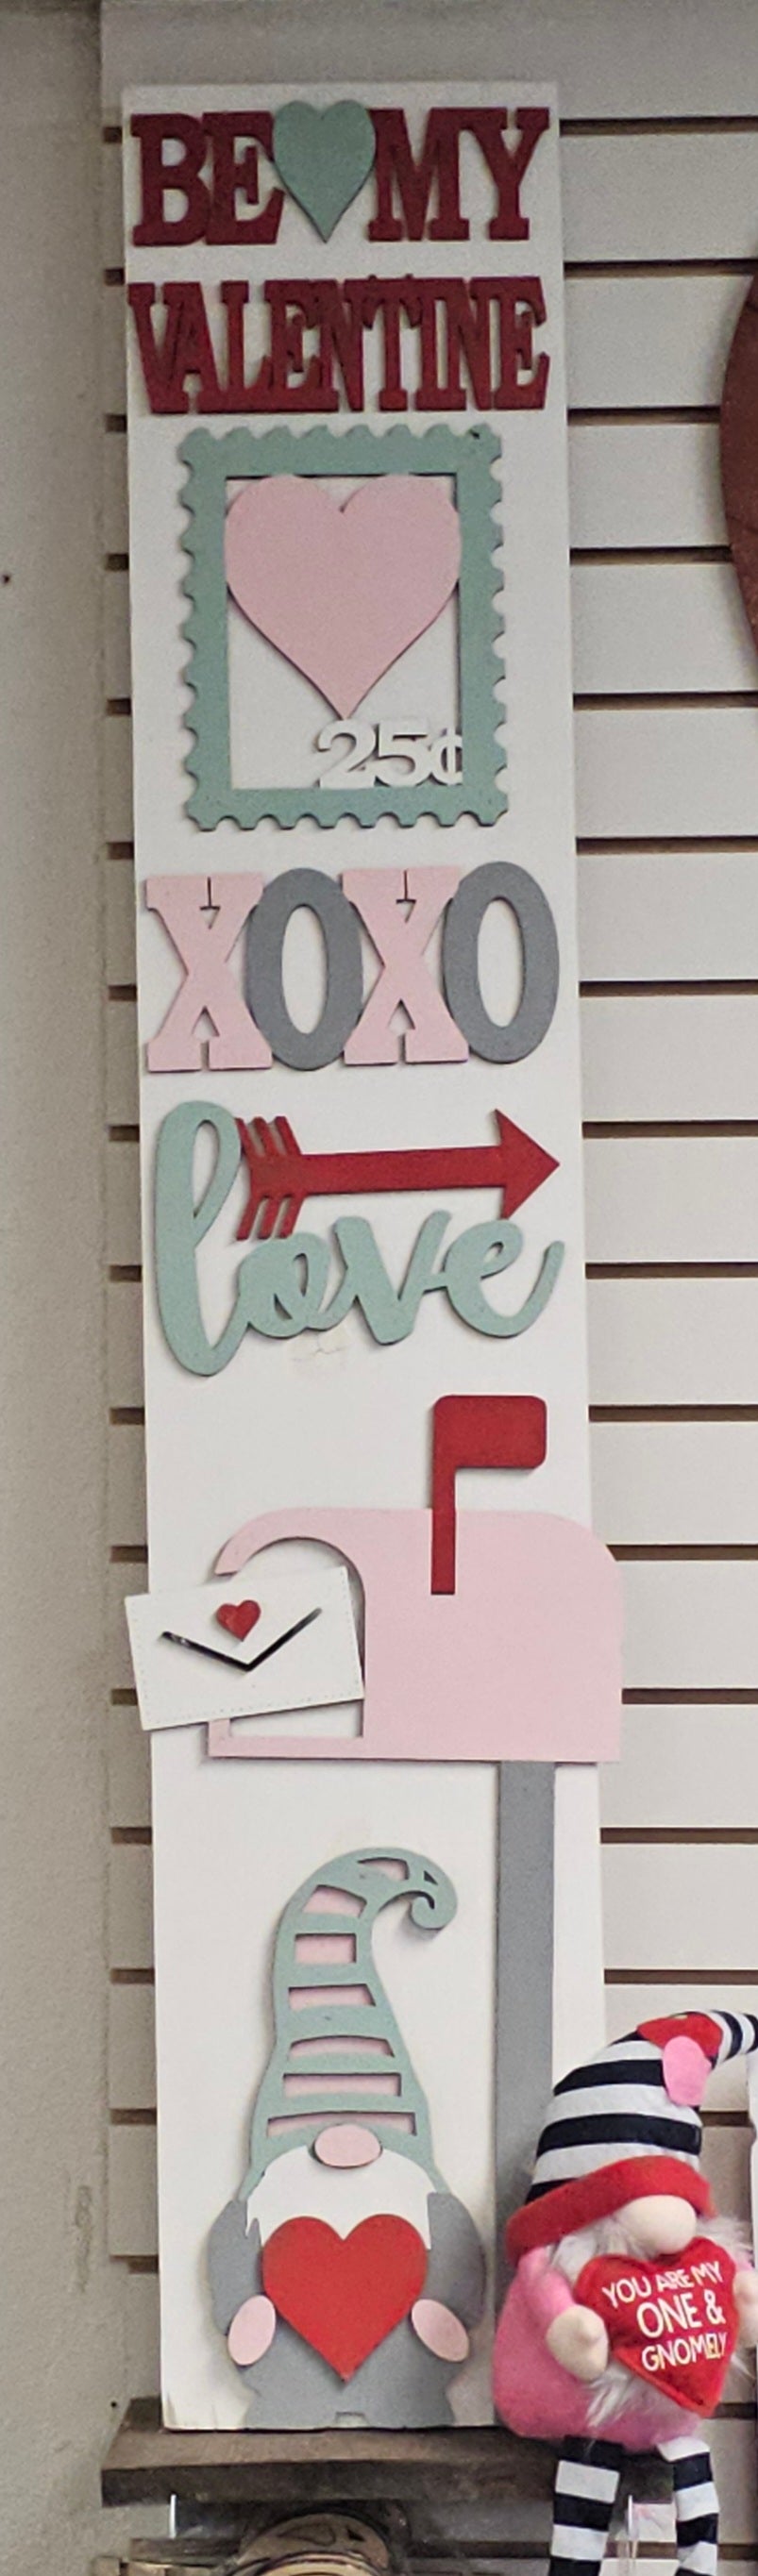 BE MY
VALENTINE
25¢
XOXO
love
YOU ARE MY
ONE &
GNOMELY